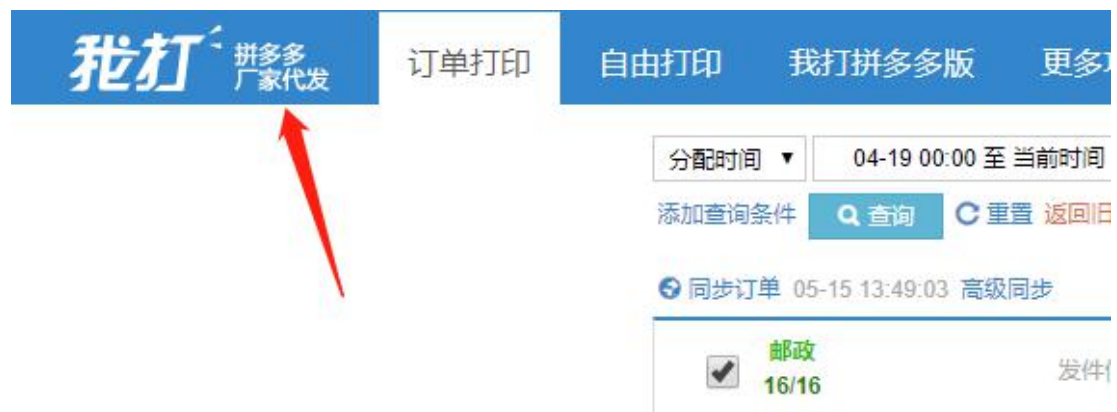 我打 拼多多
厂家代发
订单打印 自由打印 我打拼多多版 更多
分配时间 ▼ 04-19 00:00 至 当前时间
添加查询条件 查询 重置 返回旧
同步订单 05-15 13:49:03 高级同步
邮政
16/16 发件